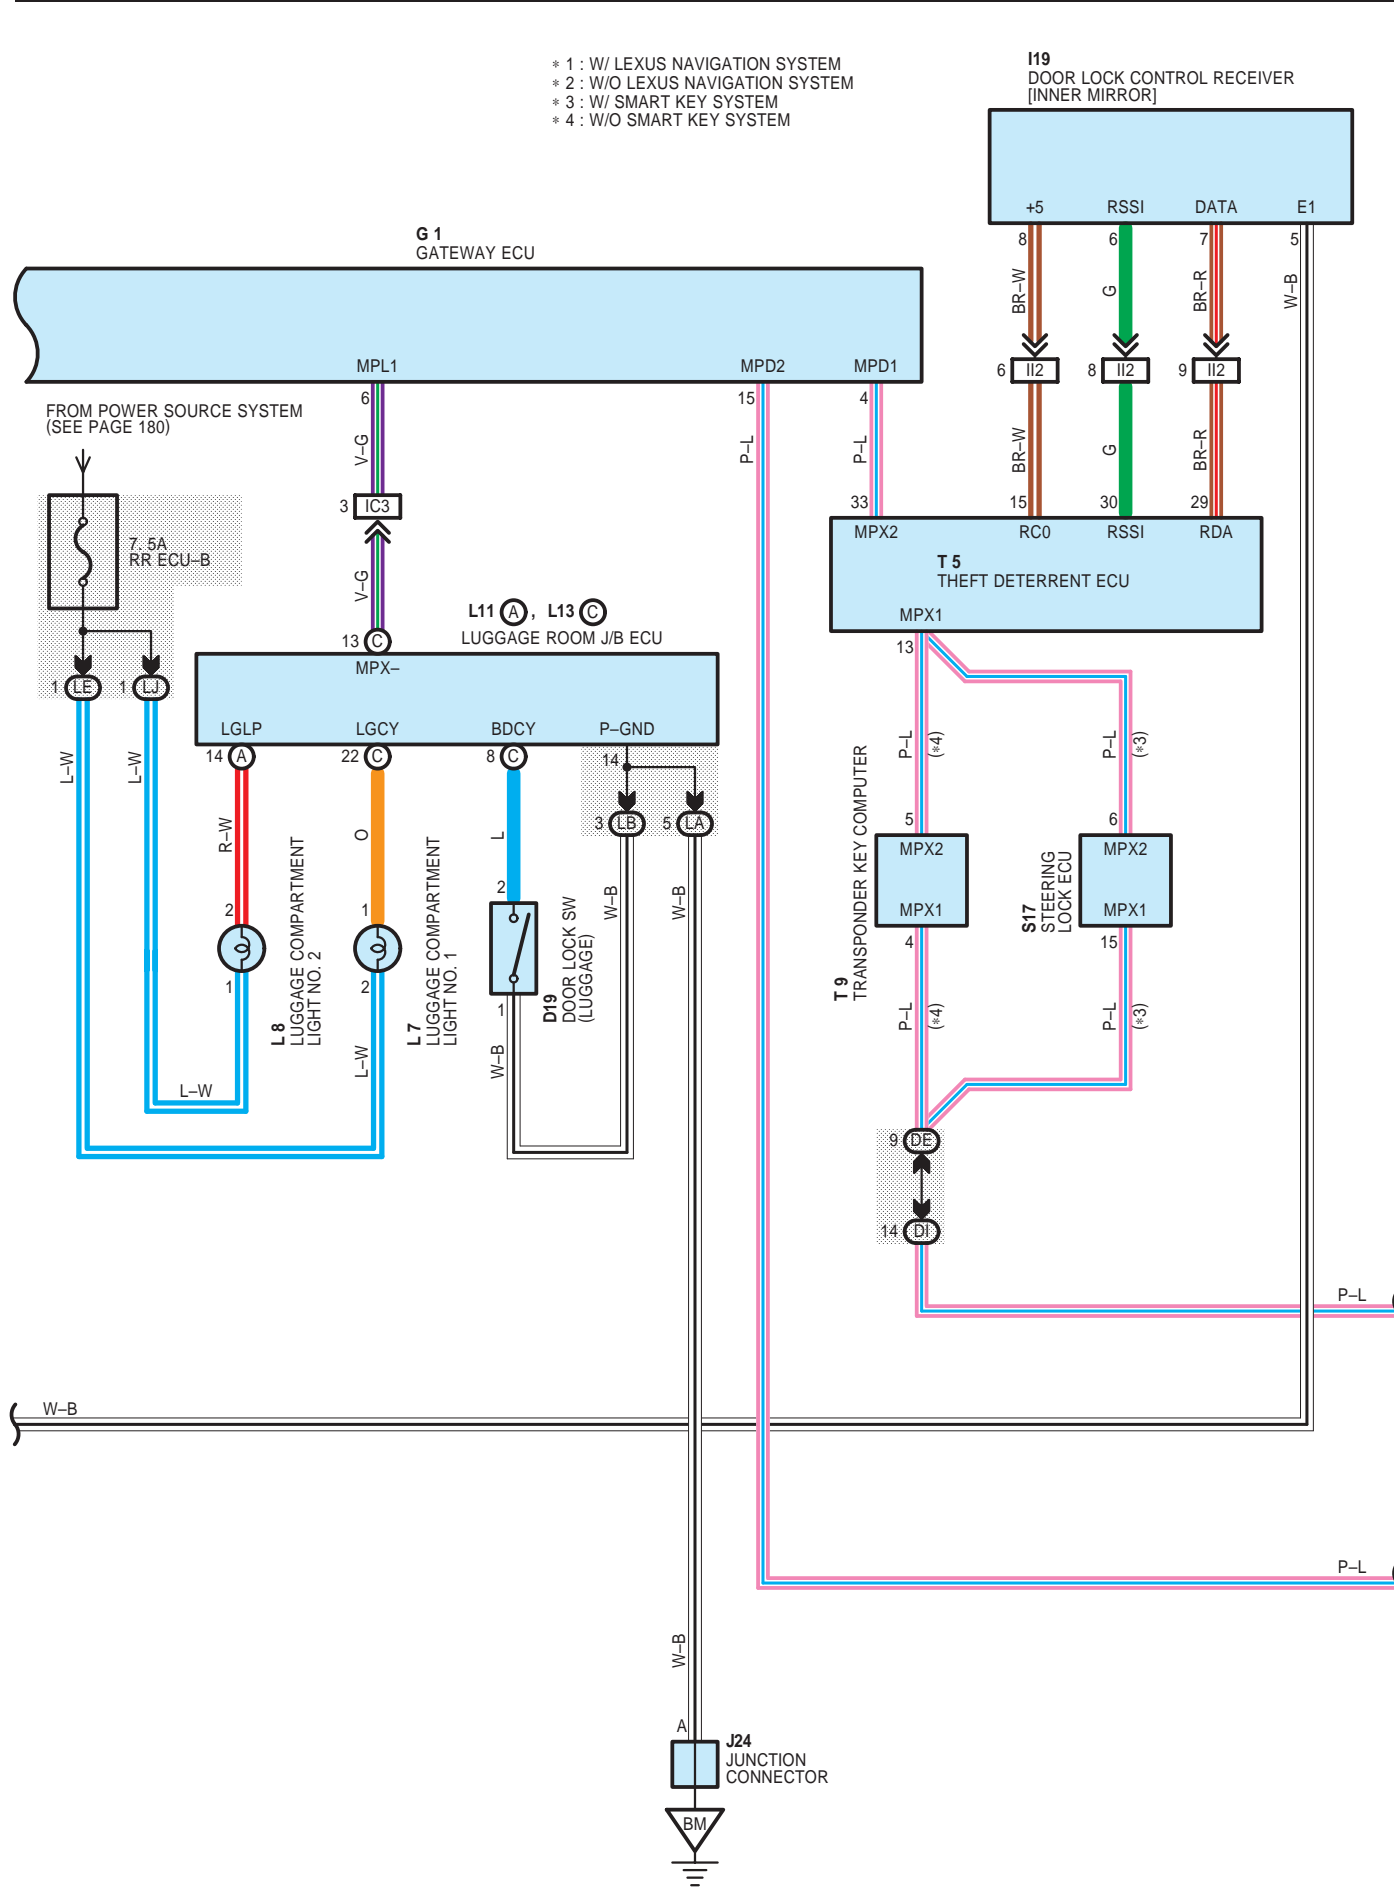 ∗ 1 : W/ LEXUS NAVIGATION SYSTEM
∗ 2 : W/O LEXUS NAVIGATION SYSTEM
∗ 3 : W/ SMART KEY SYSTEM
∗ 4 : W/O SMART KEY SYSTEM
I19
DOOR LOCK CONTROL RECEIVER
[INNER MIRROR]
+5 RSSI DATA E1
8 6 7 5
BR–W G BR–R W–B
6 II2 8 II2 9 II2
BR–W G BR–R
G 1
GATEWAY ECU
MPL1 MPD2 MPD1
6 15 4
V–G P–L P–L
FROM POWER SOURCE SYSTEM
(SEE PAGE 180)
3 IC3
7. 5A
RR ECU–B
V–G
33 15 30 29
MPX2 RC0 RSSI RDA
T 5
THEFT DETERRENT ECU
MPX1
13
L11 A , L13 C
LUGGAGE ROOM J/B ECU
13 C
MPX–
1 LE 1 LJ
LGLP LGCY BDCY P–GND
14 A 22 C 8 C 14
L–W L–W
R–W O L
3 LB 5 LA
W–B W–B
P–L (∗4) P–L (∗3)
5 6
MPX2 MPX2
MPX1 MPX1
4 15
T 9
TRANSPONDER KEY COMPUTER
S17
STEERING
LOCK ECU
2 1 2
1 2 1
L 8
LUGGAGE COMPARTMENT
LIGHT NO. 2
L 7
LUGGAGE COMPARTMENT
LIGHT NO. 1
D19
DOOR LOCK SW
(LUGGAGE)
P–L (∗4) P–L (∗3)
L–W L–W W–B
9 DE
14 DI
P–L
W–B
P–L
W–B
A
J24
JUNCTION
CONNECTOR
BM